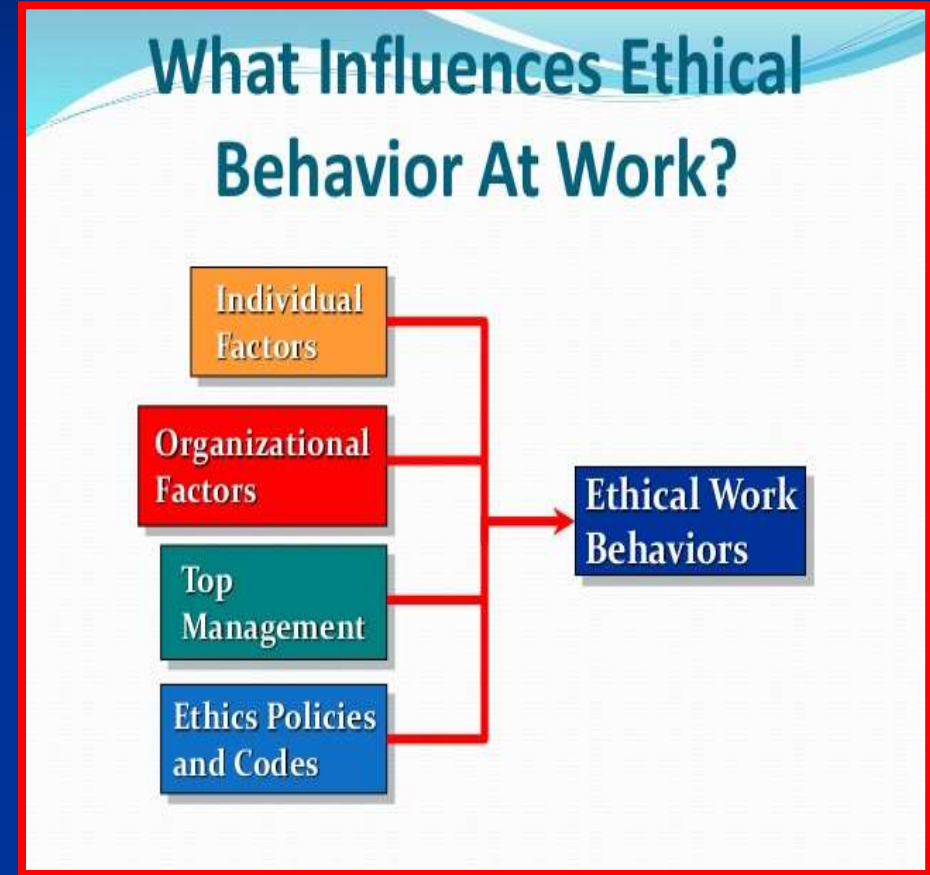 What Influences Ethical
Behavior At Work?
Individual
Factors
Organizational
Factors
Top
Management
Ethics Policies
and Codes
Ethical Work
Behaviors